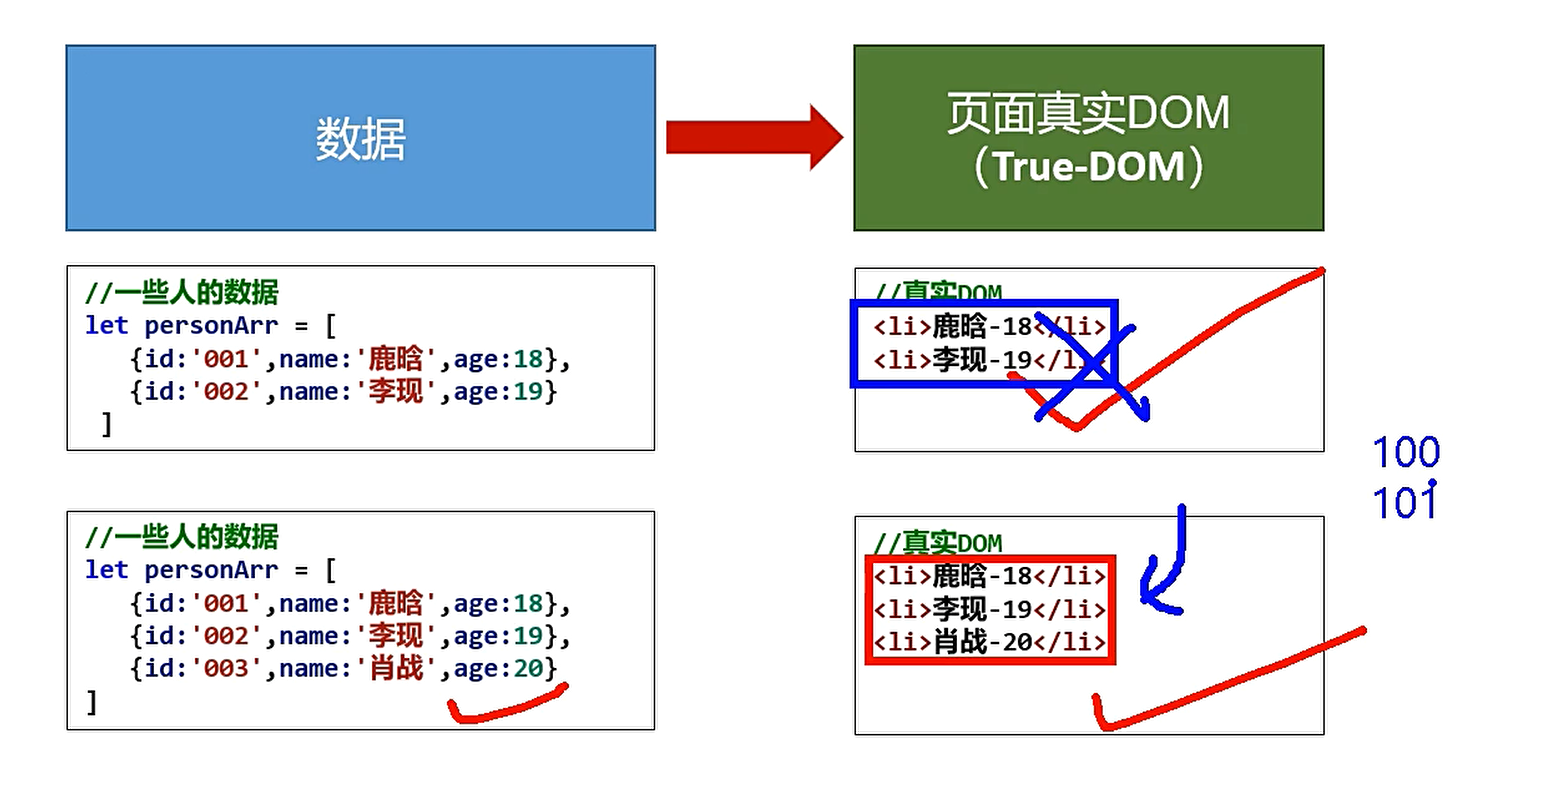 数据
页面真实DOM
（True-DOM）
//一些人的数据
let personArr = [
{id:'001',name:'鹿晗',age:18},
{id:'002',name:'李现',age:19}
]
//真实DOM
<li>鹿晗-18</li>
<li>李现-19</li>
100
101
//一些人的数据
let personArr = [
{id:'001',name:'鹿晗',age:18},
{id:'002',name:'李现',age:19},
{id:'003',name:'肖战',age:20}
]
//真实DOM
<li>鹿晗-18</li>
<li>李现-19</li>
<li>肖战-20</li>